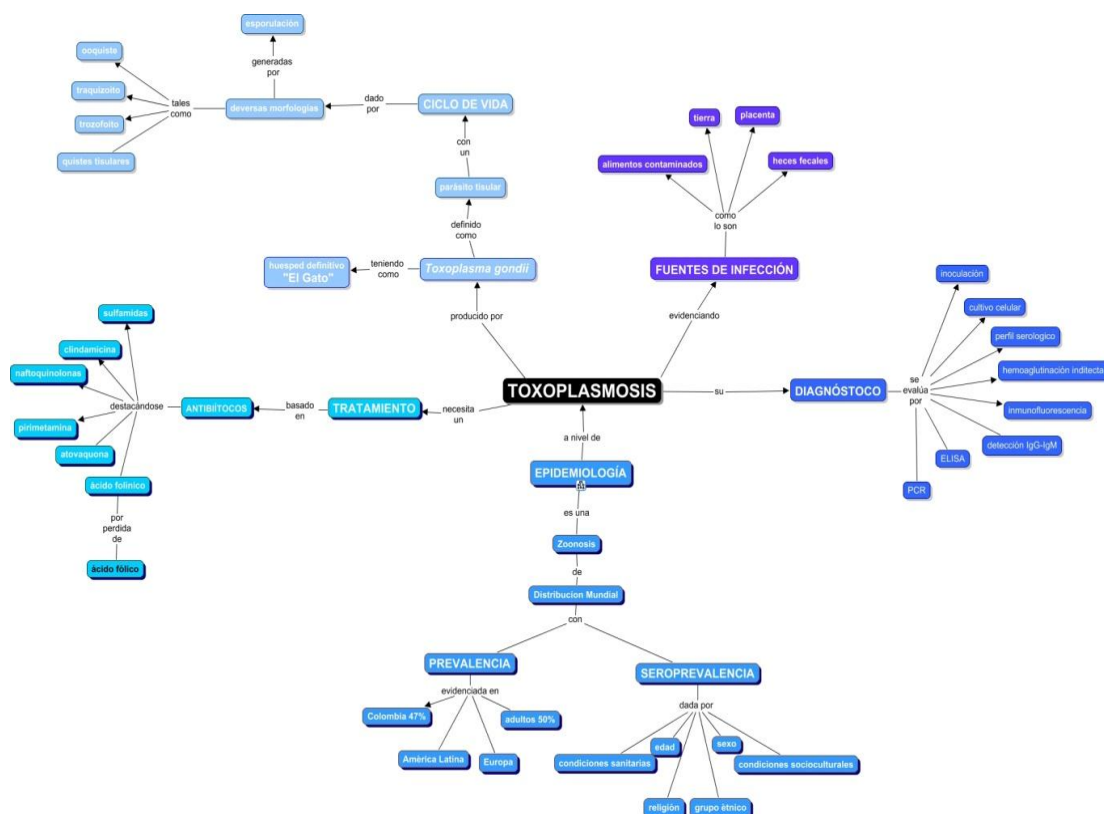 esporulación
ooquiste
generadas
por
traquizoito
tales
como
deversas morfologías
dado
por
CICLO DE VIDA
trozofoito
quistes tisulares
con
un
parásito tisular
definido
como
huesped definitivo
"El Gato"
teniendo
como
Toxoplasma gondii
producido por
tierra
placenta
alimentos contaminados
heces fecales
como
lo son
FUENTES DE INFECCIÓN
evidenciando
sulfamidas
clindamicina
naftoquinolonas
destacándose
ANTIBIÍTOCOS
basado
en
TRATAMIENTO
necesita
un
TOXOPLASMOSIS
su
DIAGNÓSTOCO
se
evalúa
por
inoculación
cultivo celular
perfil serologico
hemoaglutinación inditecta
inmunofluorescencia
detección IgG-IgM
ELISA
PCR
pirimetamina
atovaquona
ácido folínico
por
perdida
de
ácido fólico
a nivel de
EPIDEMIOLOGÍA
es una
Zoonosis
de
Distribucion Mundial
con
PREVALENCIA
evidenciada en
Colombia 47%
adultos 50%
América Latina
Europa
SEROPREVALENCIA
dada por
edad
sexo
condiciones sanitarias
condiciones socioculturales
religión
grupo ètnico